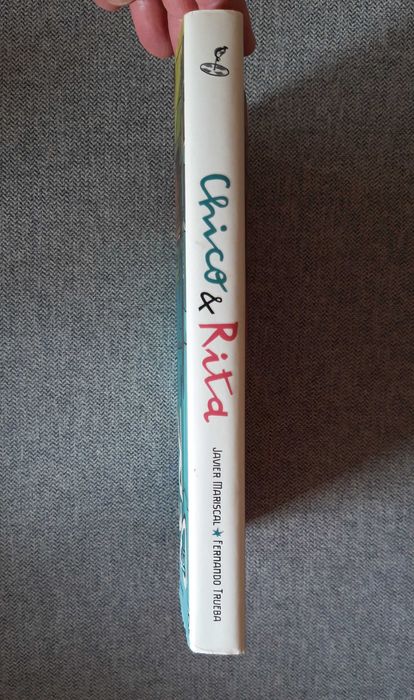 Chico & Rita
JAVIER MARISCAL ★ FERNANDO TRUEBA